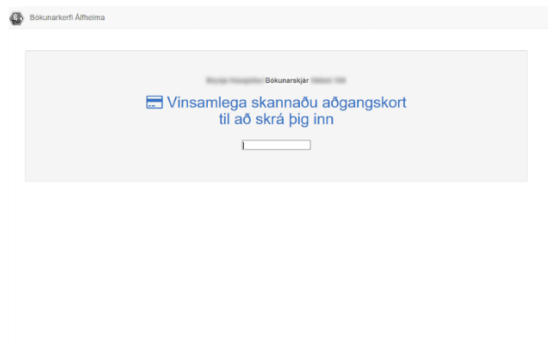 Bókunarkerfi Álfheima
Bókunarskjár
Vinsamlega skannaðu aðgangskort
til að skrá þig inn